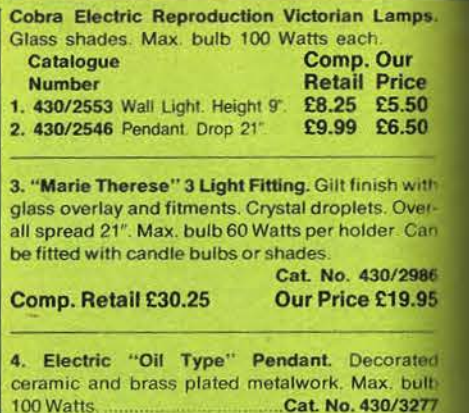 Cobra Electric Reproduction Victorian Lamps.
Glass shades. Max. bulb 100 Watts each.
Catalogue Comp. Our
Number Retail Price
1. 430/2553 Wall Light. Height 9". £8.25 £5.50
2. 430/2546 Pendant. Drop 21" £9.99 £6.50
3. "Marie Therese" 3 Light Fitting. Gilt finish with
glass overlay and fitments. Crystal droplets. Over-
all spread 21". Max. bulb 60 Watts per holder. Can
be fitted with candle bulbs or shades.
Cat. No. 430/2986
Comp. Retail £30.25 Our Price £19.95
4. Electric "Oil Type" Pendant. Decorated
ceramic and brass plated metalwork. Max. bulb
100 Watts. ........................ Cat. No. 430/3277